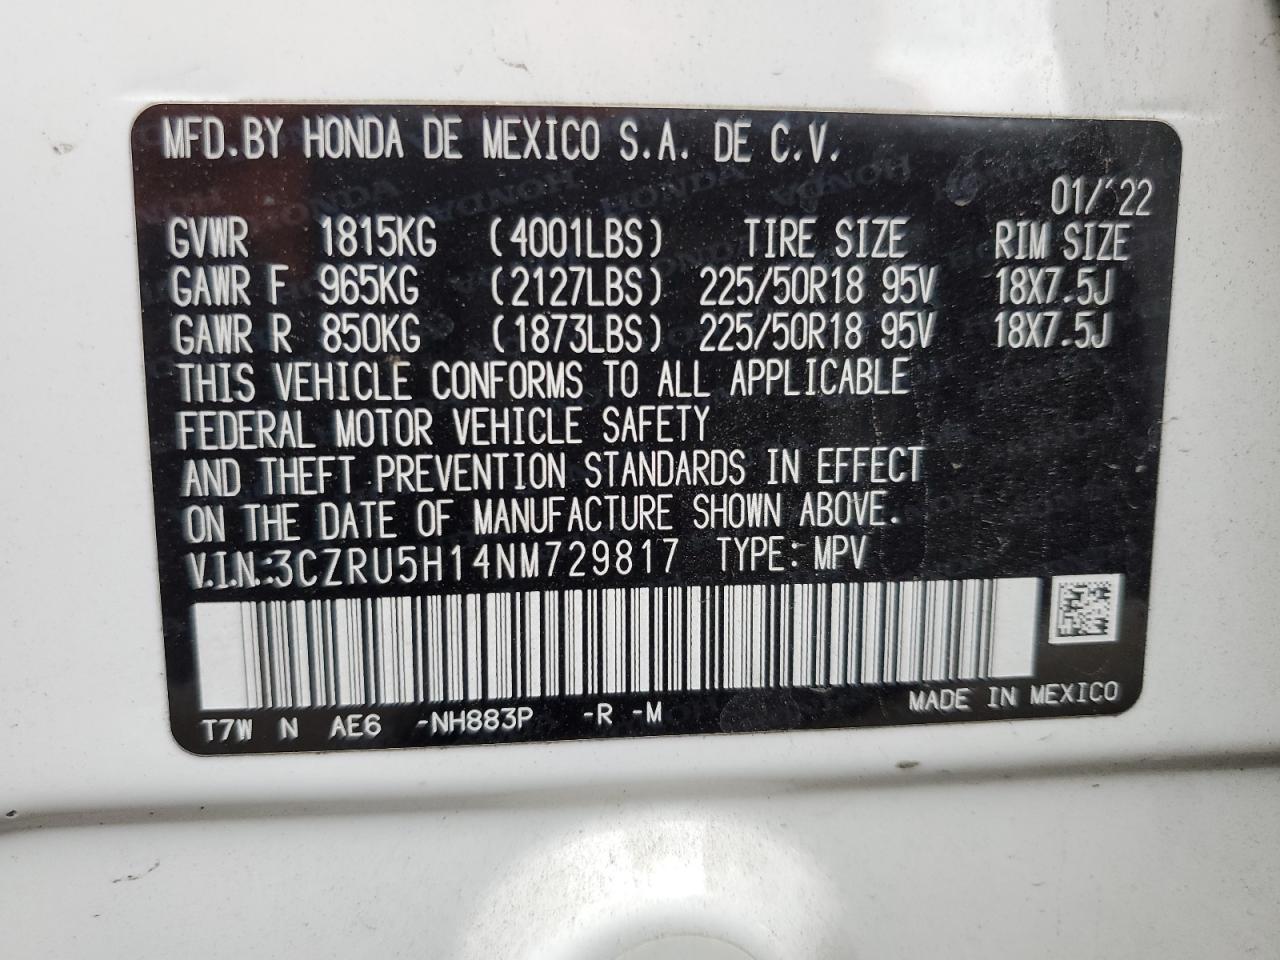 MFD.BY HONDA DE MEXICO S.A. DE C.V.
01/'22
GVWR 1815KG (4001LBS) TIRE SIZE RIM SIZE
GAWR F 965KG (2127LBS) 225/50R18 95V 18X7.5J
GAWR R 850KG (1873LBS) 225/50R18 95V 18X7.5J
THIS VEHICLE CONFORMS TO ALL APPLICABLE
FEDERAL MOTOR VEHICLE SAFETY
AND THEFT PREVENTION STANDARDS IN EFFECT
ON THE DATE OF MANUFACTURE SHOWN ABOVE.
V.I.N.:3CZRU5H14NM729817 TYPE: MPV
T7W N AE6 -NH883P -R -M MADE IN MEXICO